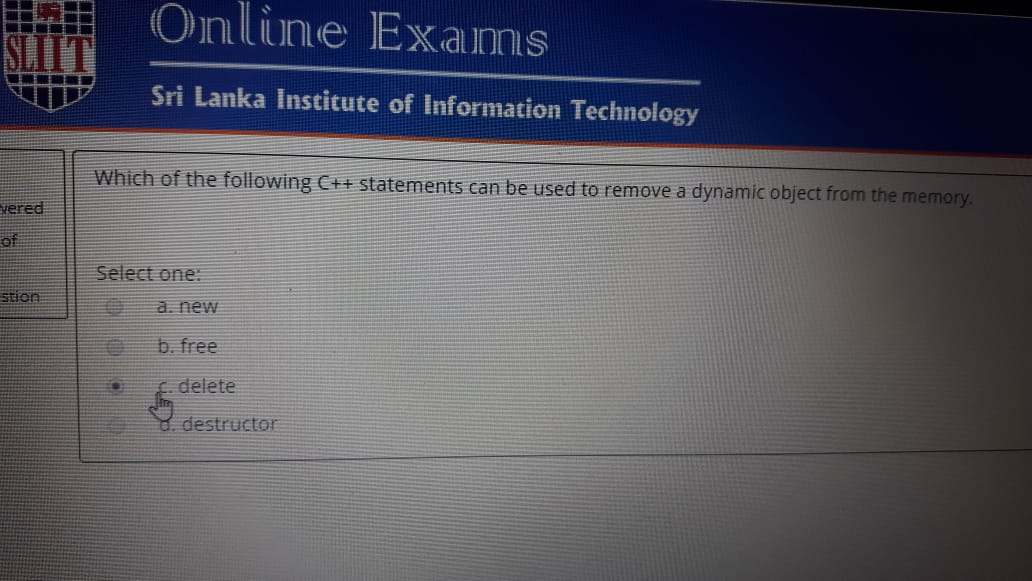 SLIIT
Online Exams
Sri Lanka Institute of Information Technology
vered
of
stion
Which of the following C++ statements can be used to remove a dynamic object from the memory.
Select one:
a. new
b. free
c. delete
d. destructor